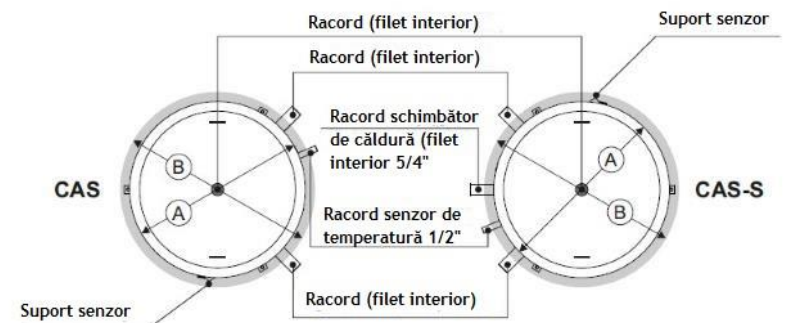 Racord (filet interior)
Suport senzor
Racord (filet interior)
Racord schimbător
de căldură (filet
interior 5/4"
B
A
CAS
A
B
CAS-S
Racord senzor de
temperatură 1/2"
Racord (filet interior)
Suport senzor